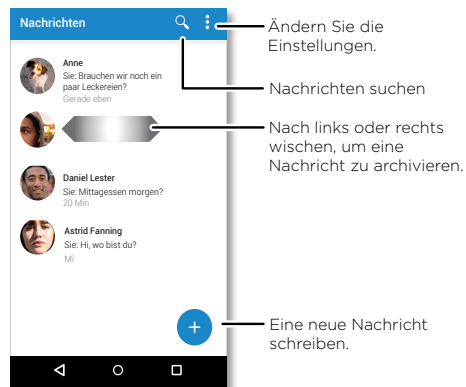 Nachrichten
Anne
Sie: Brauchen wir noch ein
paar Leckereien?
Gerade eben
Daniel Lester
Sie: Mittagessen morgen?
20 Min
Astrid Fanning
Sie: Hi, wo bist du?
Mi
Ändern Sie die
Einstellungen.
Nachrichten suchen
Nach links oder rechts
wischen, um eine
Nachricht zu archivieren.
Eine neue Nachricht
schreiben.